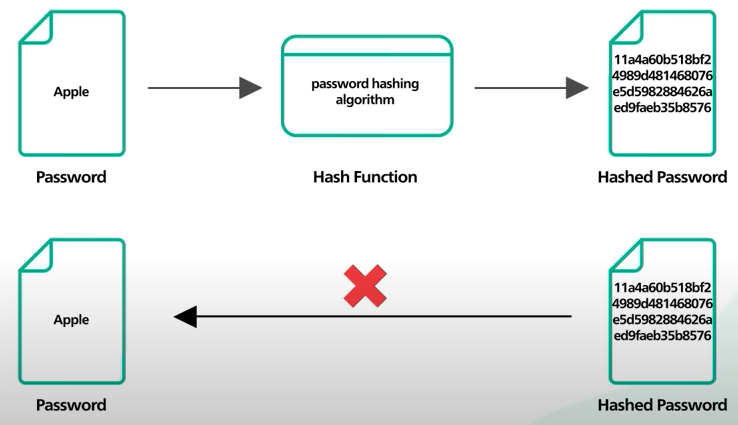 Apple
password hashing
algorithm
11a4a60b518bf2
4989d481468076
e5d5982884626a
ed9faeb35b8576
Password
Hash Function
Hashed Password
Apple
11a4a60b518bf2
4989d481468076
e5d5982884626a
ed9faeb35b8576
Password
Hashed Password